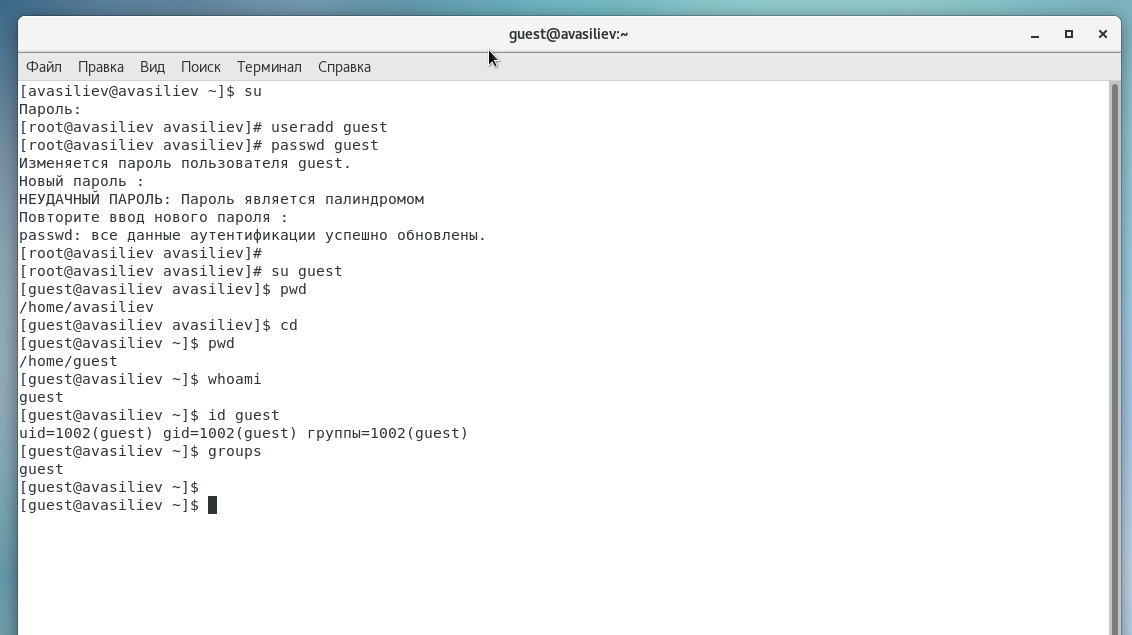 guest@avasiliev:~
Файл Правка Вид Поиск Терминал Справка
[avasiliev@avasiliev ~]$ su
Пароль:
[root@avasiliev avasiliev]# useradd guest
[root@avasiliev avasiliev]# passwd guest
Изменяется пароль пользователя guest.
Новый пароль :
НЕУДАЧНЫЙ ПАРОЛЬ: Пароль является палиндромом
Повторите ввод нового пароля :
passwd: все данные аутентификации успешно обновлены.
[root@avasiliev avasiliev]#
[root@avasiliev avasiliev]# su guest
[guest@avasiliev avasiliev]$ pwd
/home/avasiliev
[guest@avasiliev avasiliev]$ cd
[guest@avasiliev ~]$ pwd
/home/guest
[guest@avasiliev ~]$ whoami
guest
[guest@avasiliev ~]$ id guest
uid=1002(guest) gid=1002(guest) группы=1002(guest)
[guest@avasiliev ~]$ groups
guest
[guest@avasiliev ~]$
[guest@avasiliev ~]$